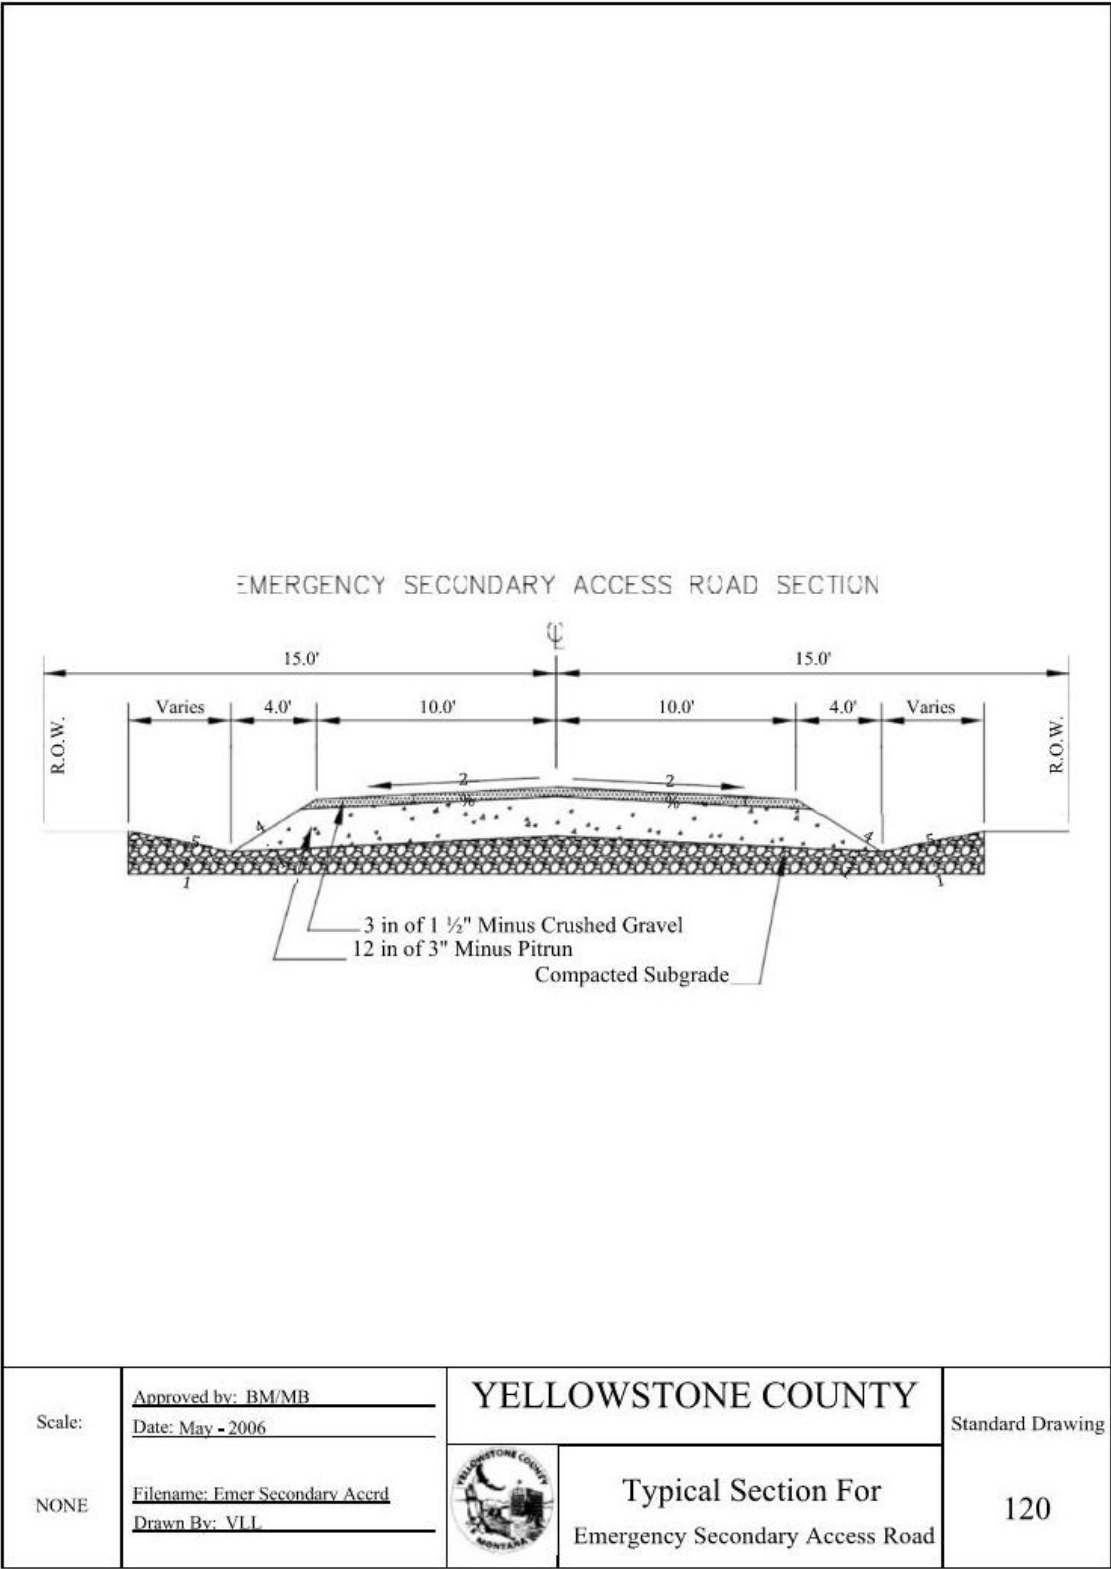 EMERGENCY SECONDARY ACCESS ROAD SECTION
℄
15.0' 15.0'
Varies 4.0' 10.0' 10.0' 4.0' Varies
R.O.W. R.O.W.
2 2
% %
4 4
5 5
1 1 1 1
3 in of 1 ½" Minus Crushed Gravel
12 in of 3" Minus Pitrun
Compacted Subgrade
Scale:
NONE
Approved by: BM/MB
Date: May - 2006
Filename: Emer Secondary Accrd
Drawn By: VLL
YELLOWSTONE COUNTY
YELLOWSTONE COUNTY
MONTANA
Typical Section For
Emergency Secondary Access Road
Standard Drawing
120